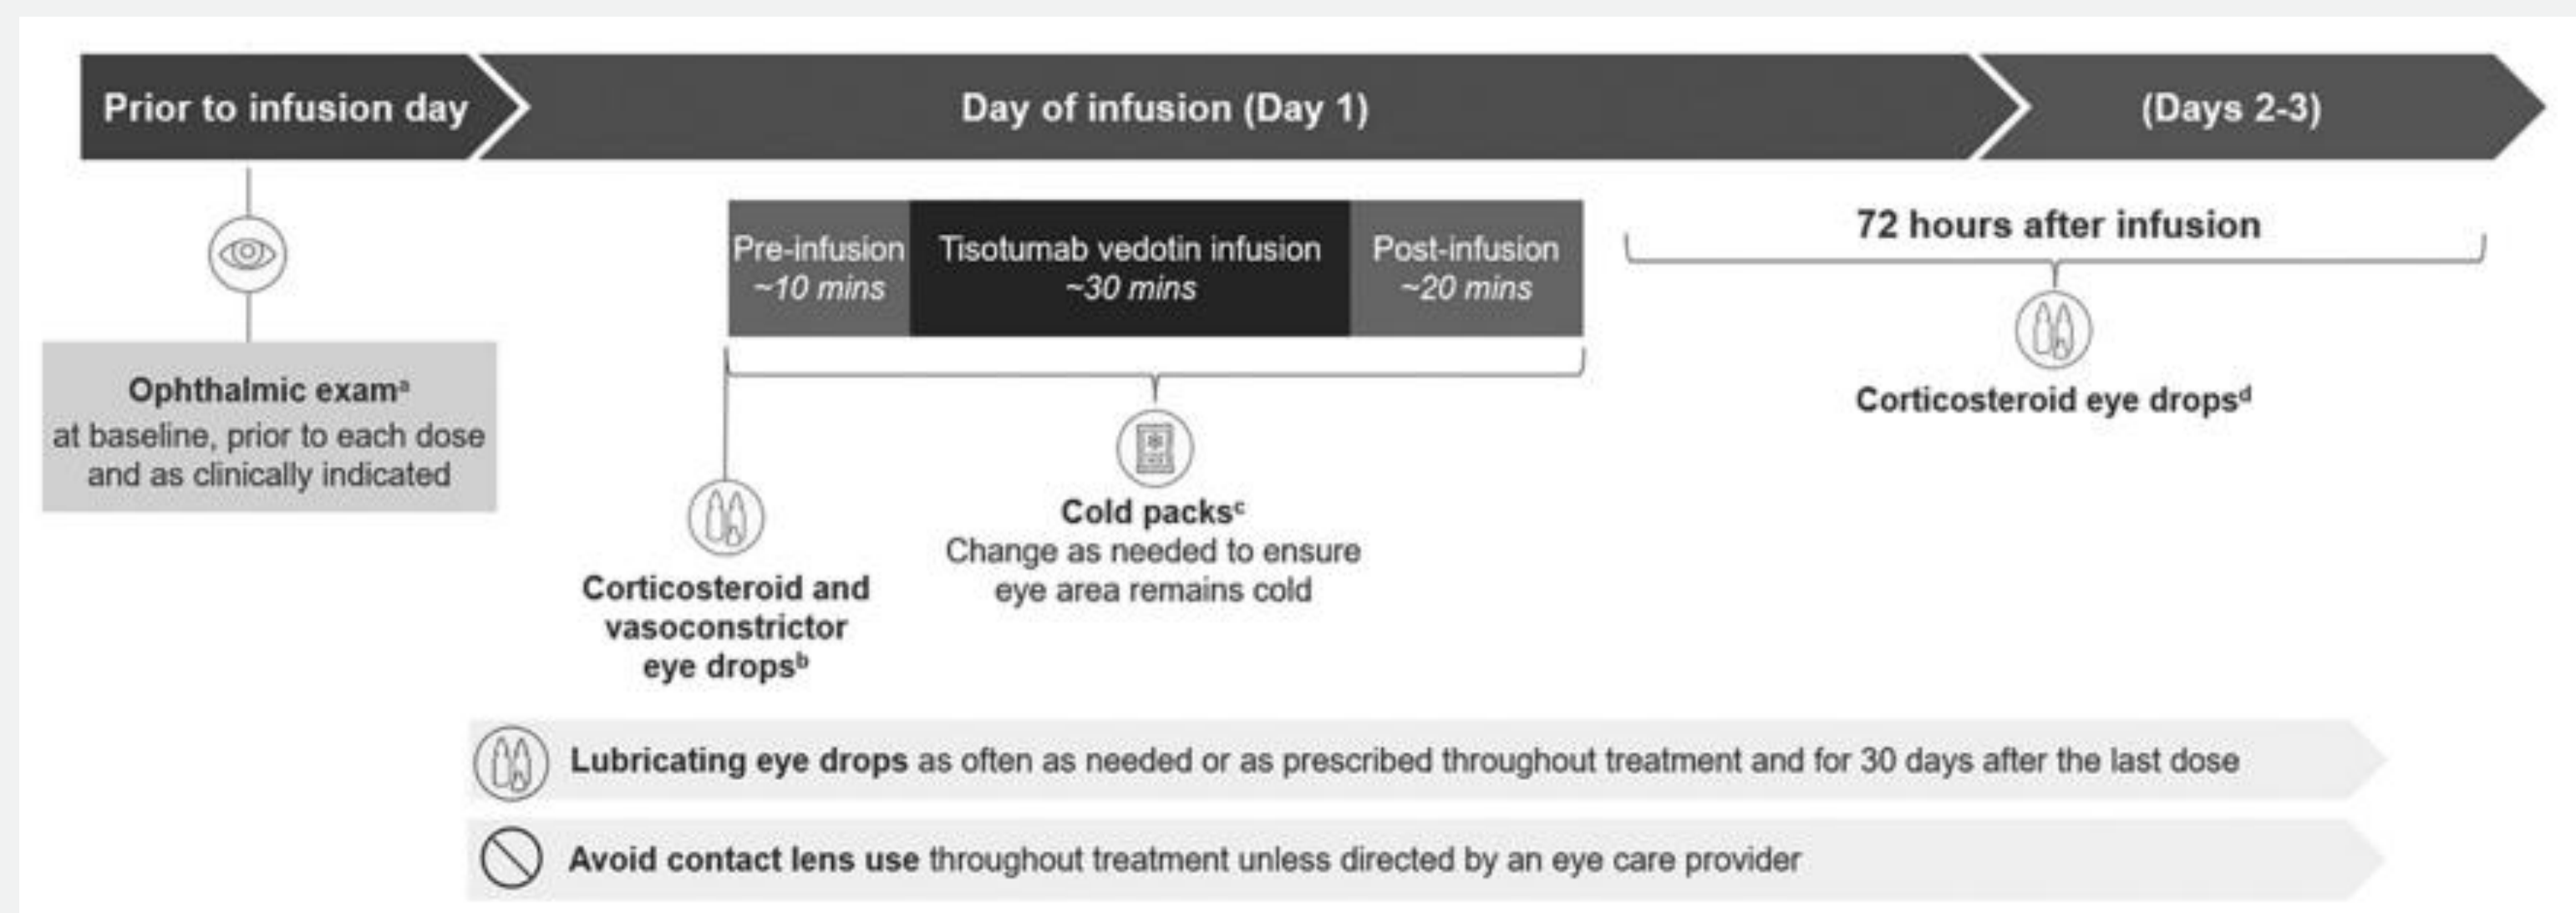 Prior to infusion day
Day of infusion (Day 1)
(Days 2-3)
Pre-infusion
~10 mins
Tisotumab vedotin infusion
~30 mins
Post-infusion
~20 mins
72 hours after infusion
Ophthalmic examᵃ
at baseline, prior to each dose
and as clinically indicated
Corticosteroid and
vasoconstrictor
eye dropsᵇ
Cold packsᶜ
Change as needed to ensure
eye area remains cold
Corticosteroid eye dropsᵈ
Lubricating eye drops as often as needed or as prescribed throughout treatment and for 30 days after the last dose
Avoid contact lens use throughout treatment unless directed by an eye care provider